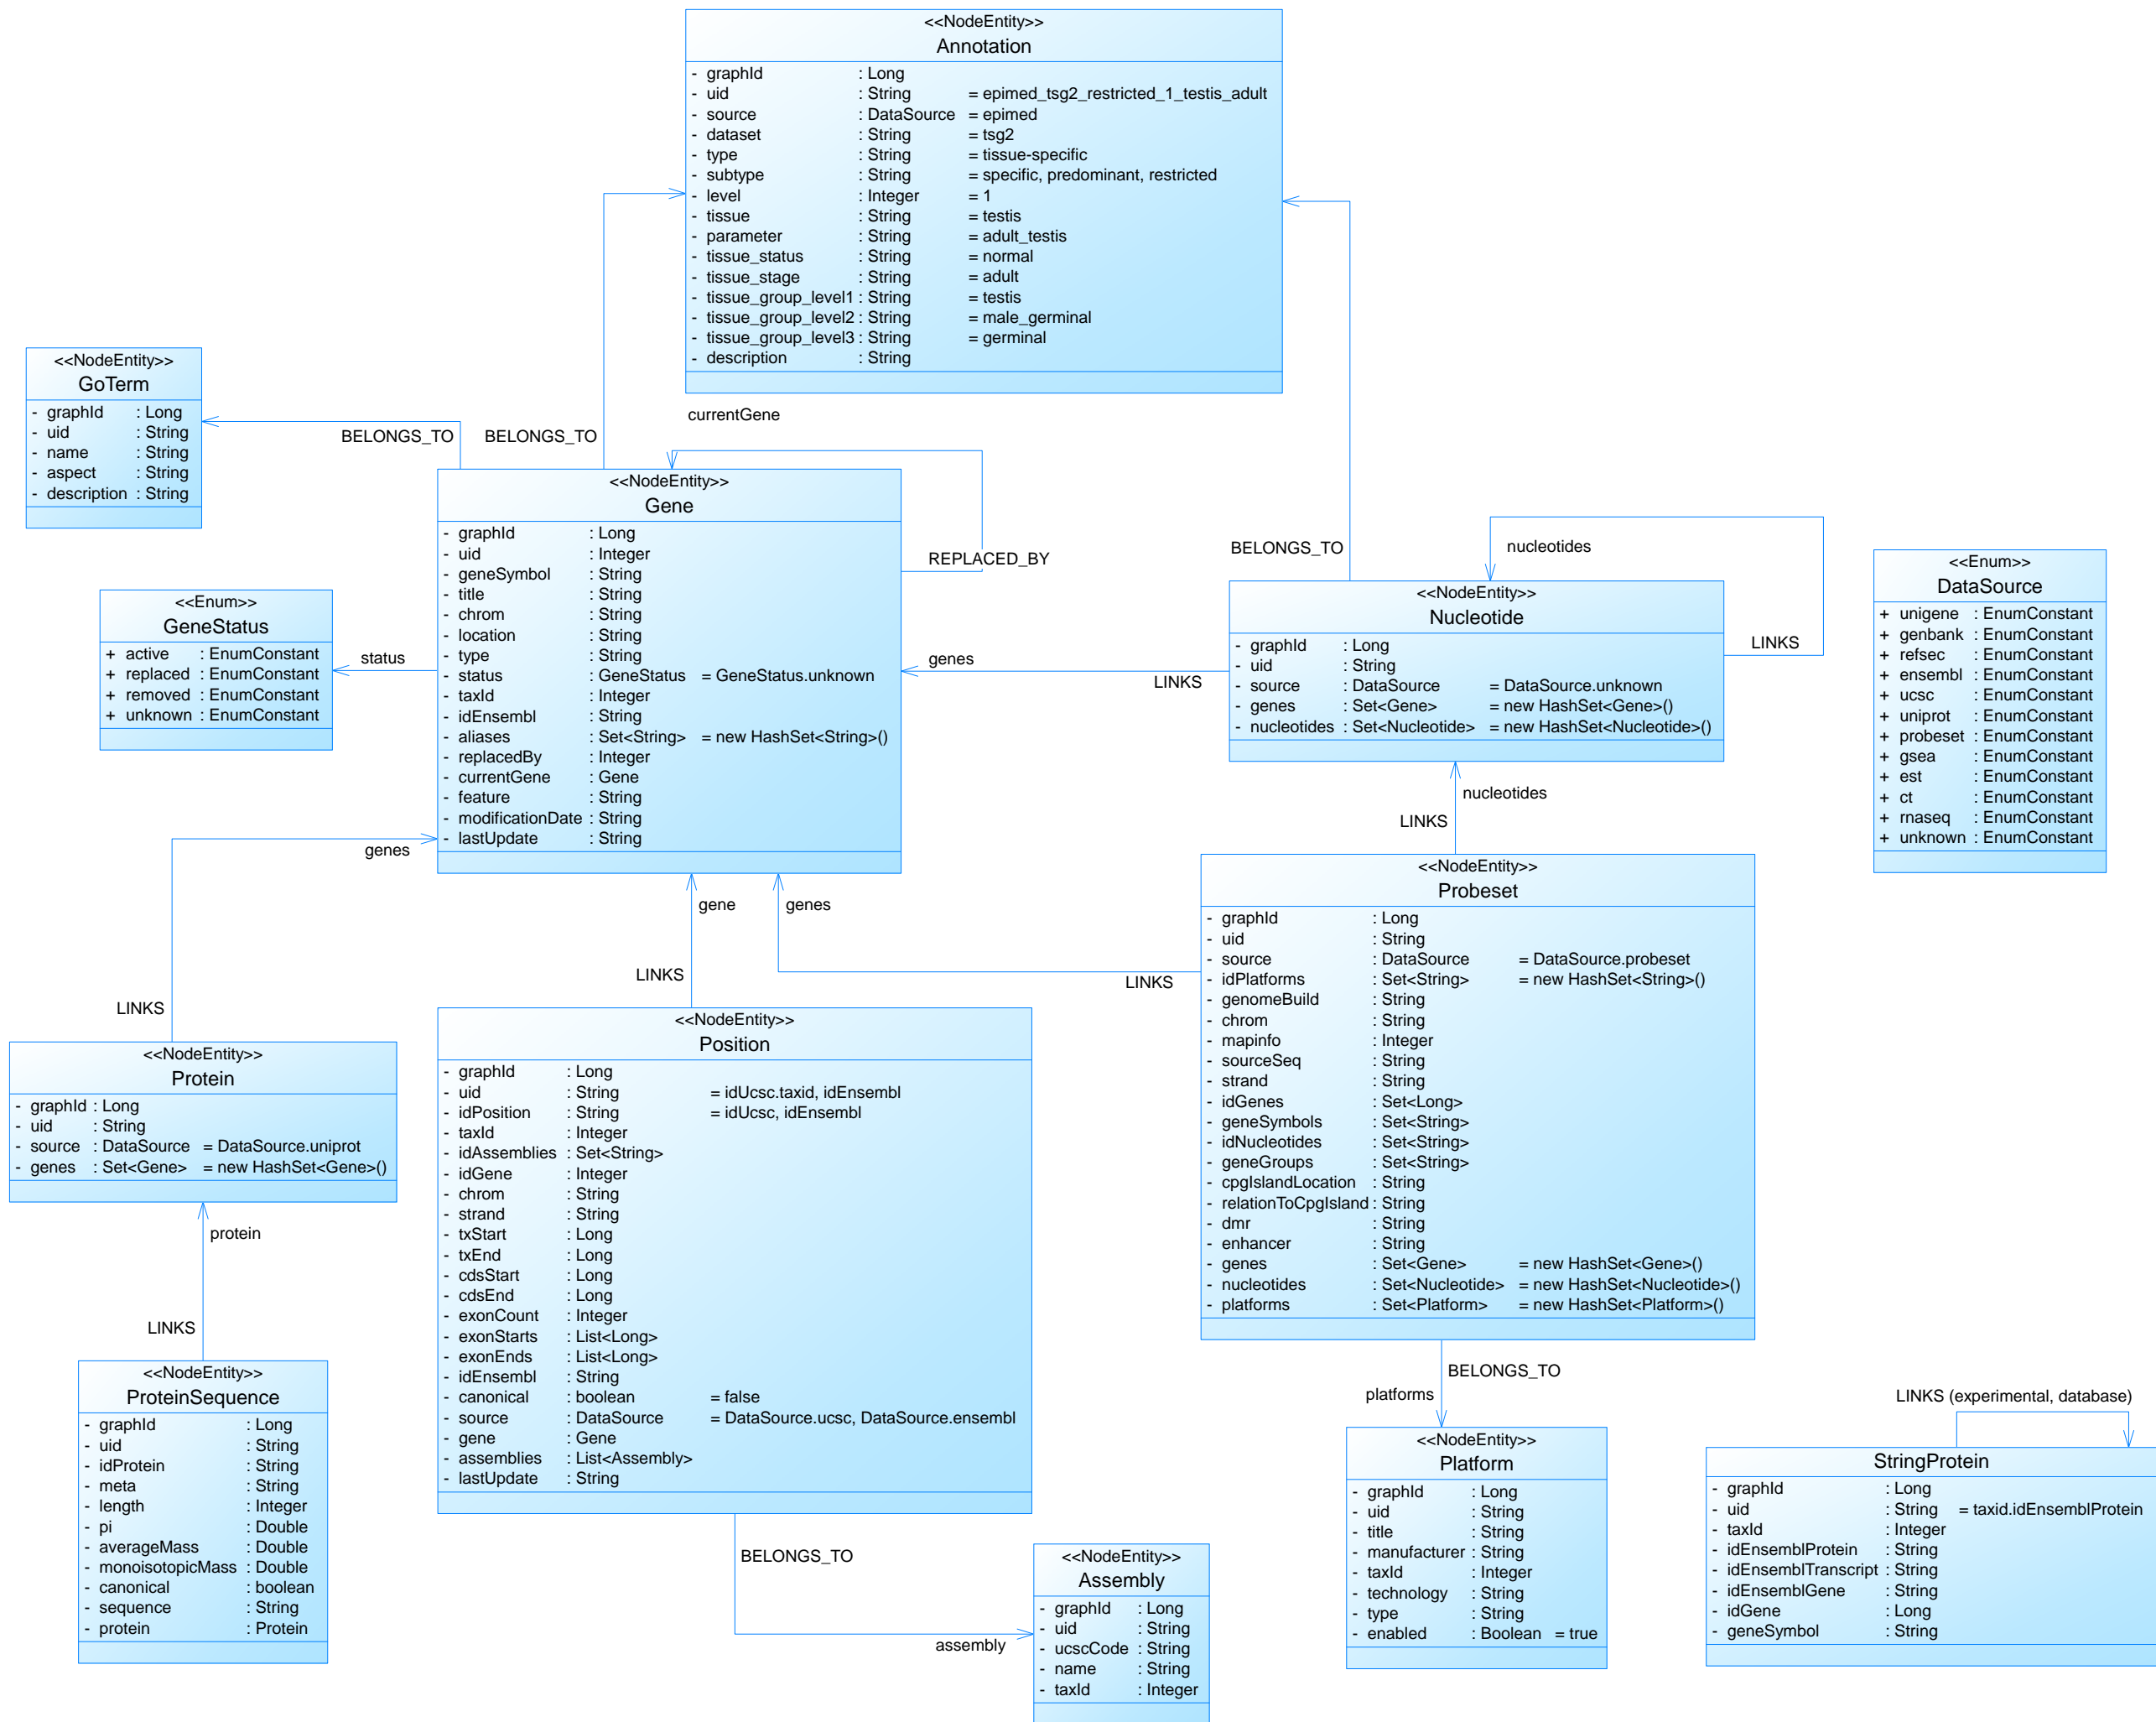 <<NodeEntity>>
Annotation
- graphId : Long
- uid : String = epimed_tsg2_restricted_1_testis_adult
- source : DataSource = epimed
- dataset : String = tsg2
- type : String = tissue-specific
- subtype : String = specific, predominant, restricted
- level : Integer = 1
- tissue : String = testis
- parameter : String = adult_testis
- tissue_status : String = normal
- tissue_stage : String = adult
- tissue_group_level1 : String = testis
- tissue_group_level2 : String = male_germinal
- tissue_group_level3 : String = germinal
- description : String
<<NodeEntity>>
GoTerm
- graphId : Long
- uid : String
- name : String
- aspect : String
- description : String
BELONGS_TO
BELONGS_TO
currentGene
<<NodeEntity>>
Gene
- graphId : Long
- uid : Integer
- geneSymbol : String
- title : String
- chrom : String
- location : String
- type : String
- status : GeneStatus = GeneStatus.unknown
- taxId : Integer
- idEnsembl : String
- aliases : Set<String> = new HashSet<String>()
- replacedBy : Integer
- currentGene : Gene
- feature : String
- modificationDate : String
- lastUpdate : String
REPLACED_BY
<<Enum>>
GeneStatus
+ active : EnumConstant
+ replaced : EnumConstant
+ removed : EnumConstant
+ unknown : EnumConstant
status
BELONGS_TO
nucleotides
<<NodeEntity>>
Nucleotide
- graphId : Long
- uid : String
- source : DataSource = DataSource.unknown
- genes : Set<Gene> = new HashSet<Gene>()
- nucleotides : Set<Nucleotide> = new HashSet<Nucleotide>()
LINKS
genes
LINKS
<<Enum>>
DataSource
+ unigene : EnumConstant
+ genbank : EnumConstant
+ refsec : EnumConstant
+ ensembl : EnumConstant
+ ucsc : EnumConstant
+ uniprot : EnumConstant
+ probeset : EnumConstant
+ gsea : EnumConstant
+ est : EnumConstant
+ ct : EnumConstant
+ rnaseq : EnumConstant
+ unknown : EnumConstant
nucleotides
LINKS
genes
gene
genes
LINKS
LINKS
LINKS
<<NodeEntity>>
Probeset
- graphId : Long
- uid : String
- source : DataSource = DataSource.probeset
- idPlatforms : Set<String> = new HashSet<String>()
- genomeBuild : String
- chrom : String
- mapinfo : Integer
- sourceSeq : String
- strand : String
- idGenes : Set<Long>
- geneSymbols : Set<String>
- idNucleotides : Set<String>
- geneGroups : Set<String>
- cpgIslandLocation : String
- relationToCpgIsland : String
- dmr : String
- enhancer : String
- genes : Set<Gene> = new HashSet<Gene>()
- nucleotides : Set<Nucleotide> = new HashSet<Nucleotide>()
- platforms : Set<Platform> = new HashSet<Platform>()
<<NodeEntity>>
Protein
- graphId : Long
- uid : String
- source : DataSource = DataSource.uniprot
- genes : Set<Gene> = new HashSet<Gene>()
protein
LINKS
<<NodeEntity>>
Position
- graphId : Long
- uid : String = idUcsc.taxid, idEnsembl
- idPosition : String = idUcsc, idEnsembl
- taxId : Integer
- idAssemblies : Set<String>
- idGene : Integer
- chrom : String
- strand : String
- txStart : Long
- txEnd : Long
- cdsStart : Long
- cdsEnd : Long
- exonCount : Integer
- exonStarts : List<Long>
- exonEnds : List<Long>
- idEnsembl : String
- canonical : boolean = false
- source : DataSource = DataSource.ucsc, DataSource.ensembl
- gene : Gene
- assemblies : List<Assembly>
- lastUpdate : String
<<NodeEntity>>
ProteinSequence
- graphId : Long
- uid : String
- idProtein : String
- meta : String
- length : Integer
- pi : Double
- averageMass : Double
- monoisotopicMass : Double
- canonical : boolean
- sequence : String
- protein : Protein
BELONGS_TO
platforms
<<NodeEntity>>
Platform
- graphId : Long
- uid : String
- title : String
- manufacturer : String
- taxId : Integer
- technology : String
- type : String
- enabled : Boolean = true
LINKS (experimental, database)
StringProtein
- graphId : Long
- uid : String = taxid.idEnsemblProtein
- taxId : Integer
- idEnsemblProtein : String
- idEnsemblTranscript : String
- idEnsemblGene : String
- idGene : Long
- geneSymbol : String
BELONGS_TO
assembly
<<NodeEntity>>
Assembly
- graphId : Long
- uid : String
- ucscCode : String
- name : String
- taxId : Integer